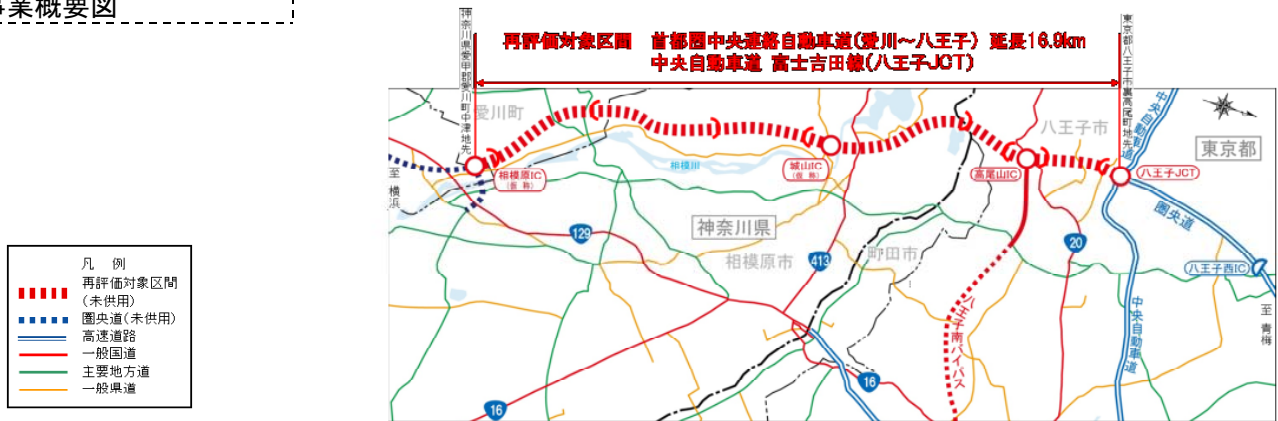 業概要図
再評価対象区間 首都圏中央連絡自動車道(愛川～八王子) 延長16.9km
中央自動車道 富士吉田線(八王子JCT)
神奈川県愛甲郡愛川町中津地先
東京都八王子市裏高尾町地先
愛川町
八王子市
中央自動車道
東京都
至 横浜
相模原IC
(仮称)
相模川
城山IC
(仮称)
高尾山IC
八王子JCT
圏央道
神奈川県
129
相模原市
413
町田市
20
八王子西IC
至 青梅
八王子南バイパス
中央自動車道
16
16
凡 例
再評価対象区間
(未供用)
圏央道(未供用)
高速道路
一般国道
主要地方道
一般県道